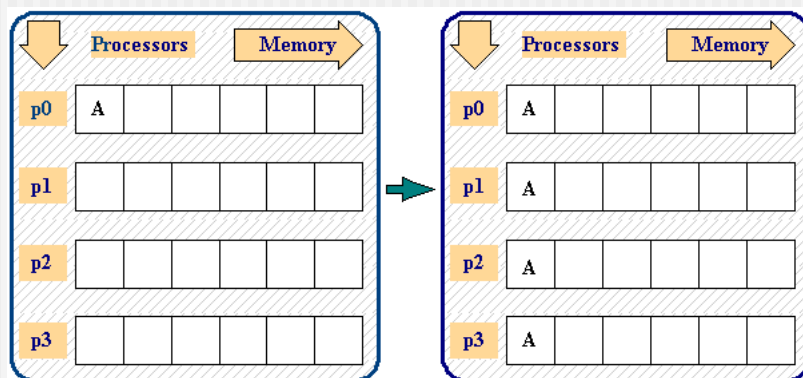 Processors Memory
p0 A
p1
p2
p3
Processors Memory
p0 A
p1 A
p2 A
p3 A